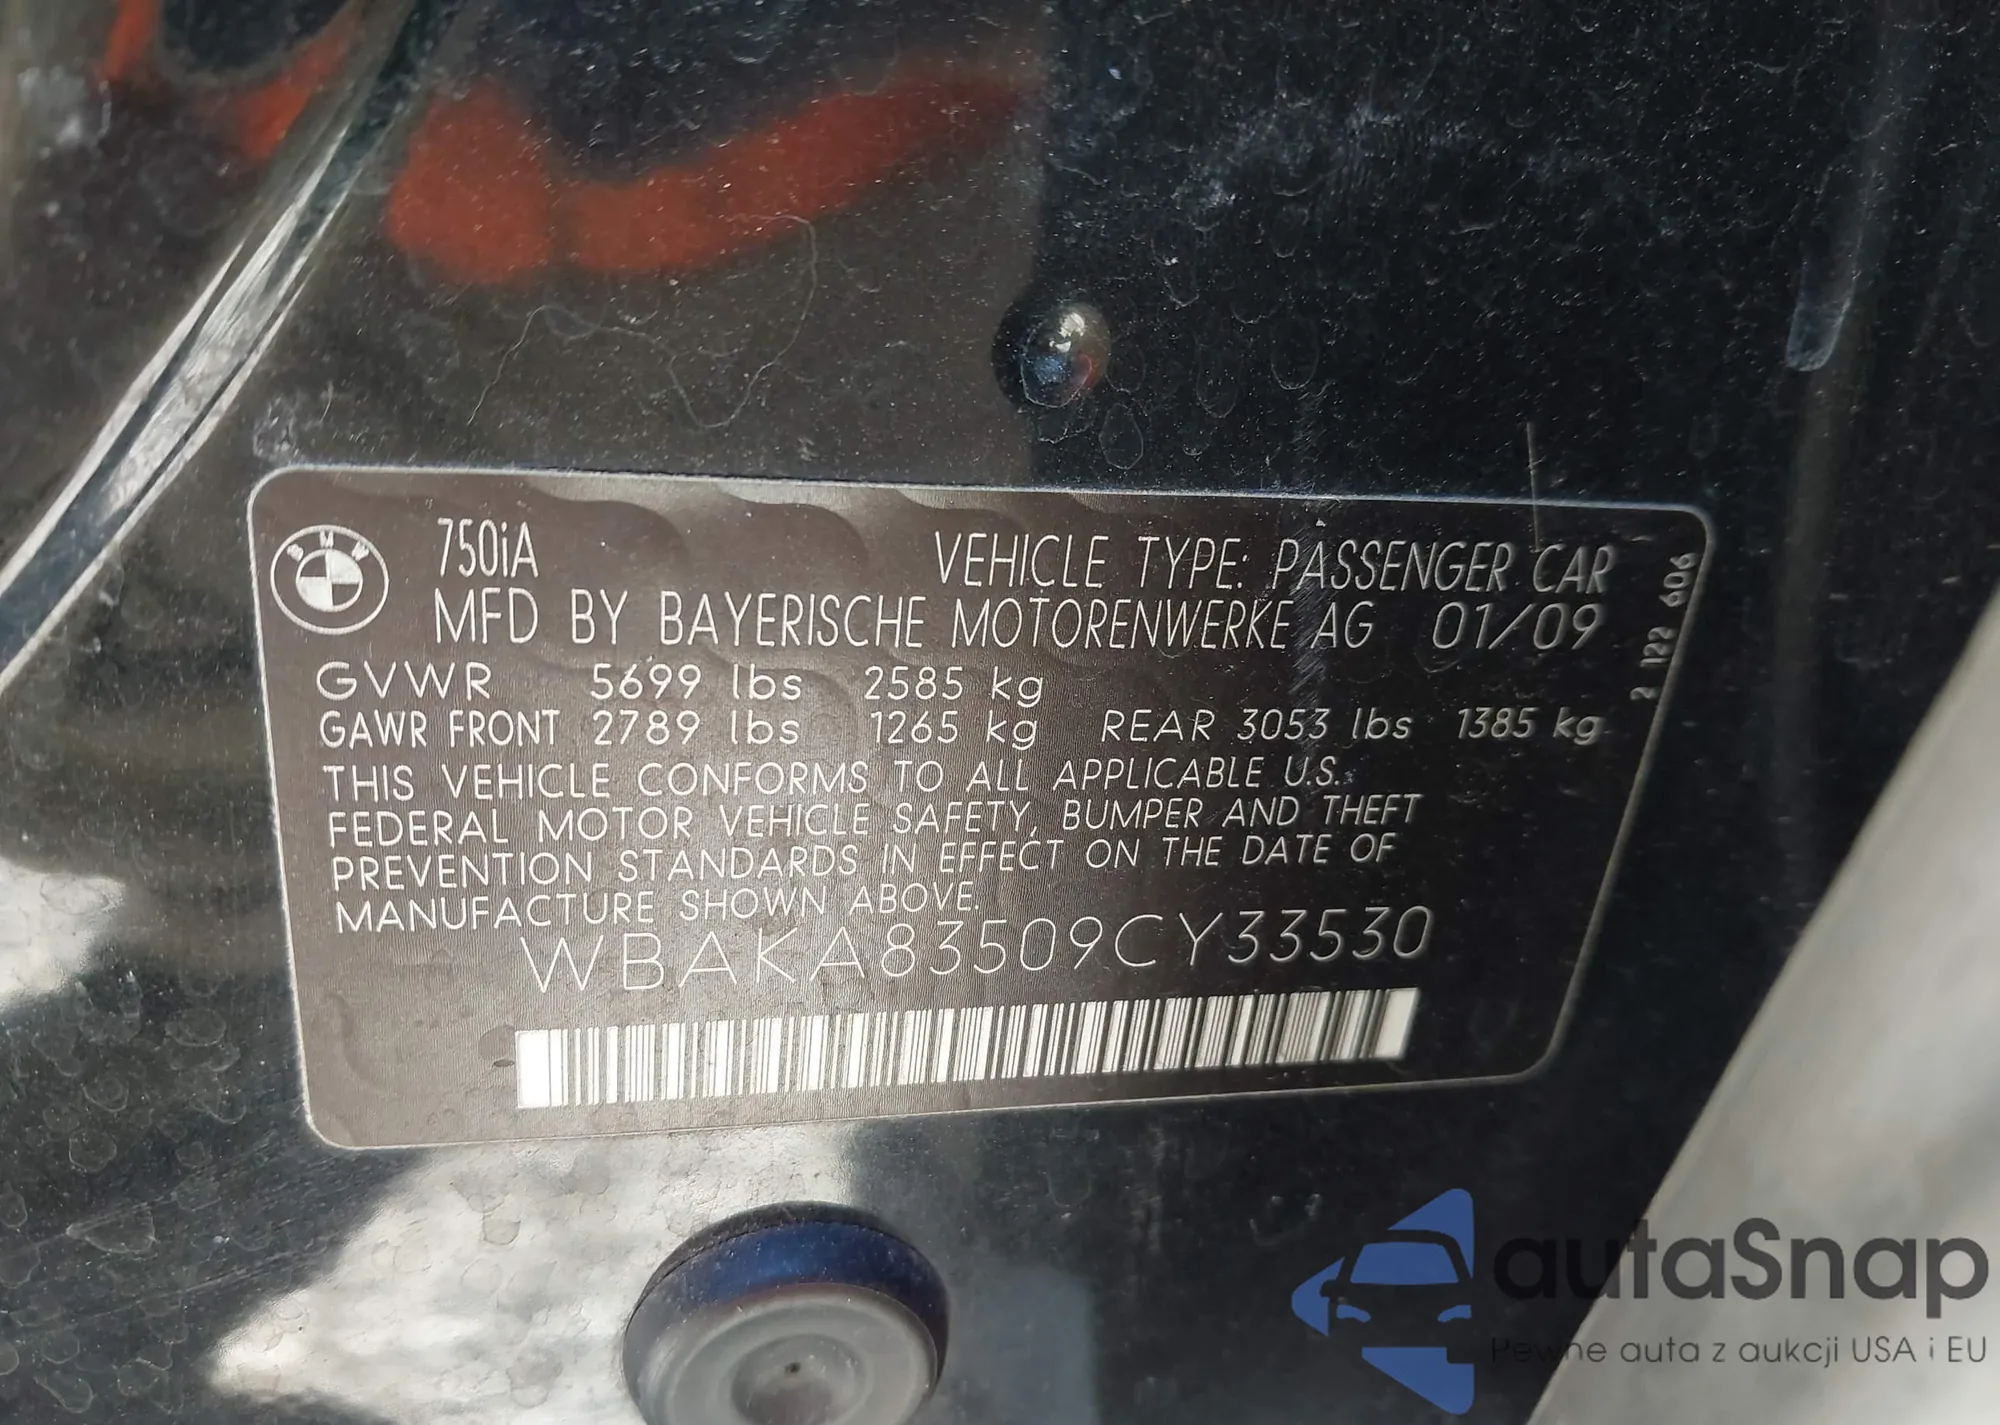 BMW
750iA
VEHICLE TYPE: PASSENGER CAR
MFD BY BAYERISCHE MOTORENWERKE AG 01/09
GVWR 5699 lbs 2585 kg
GAWR FRONT 2789 lbs 1265 kg REAR 3053 lbs 1385 kg
THIS VEHICLE CONFORMS TO ALL APPLICABLE U.S.
FEDERAL MOTOR VEHICLE SAFETY, BUMPER AND THEFT
PREVENTION STANDARDS IN EFFECT ON THE DATE OF
MANUFACTURE SHOWN ABOVE.
WBAKA83509CY33530
2 122 606
autaSnap
Pewne auta z aukcji USA i EU